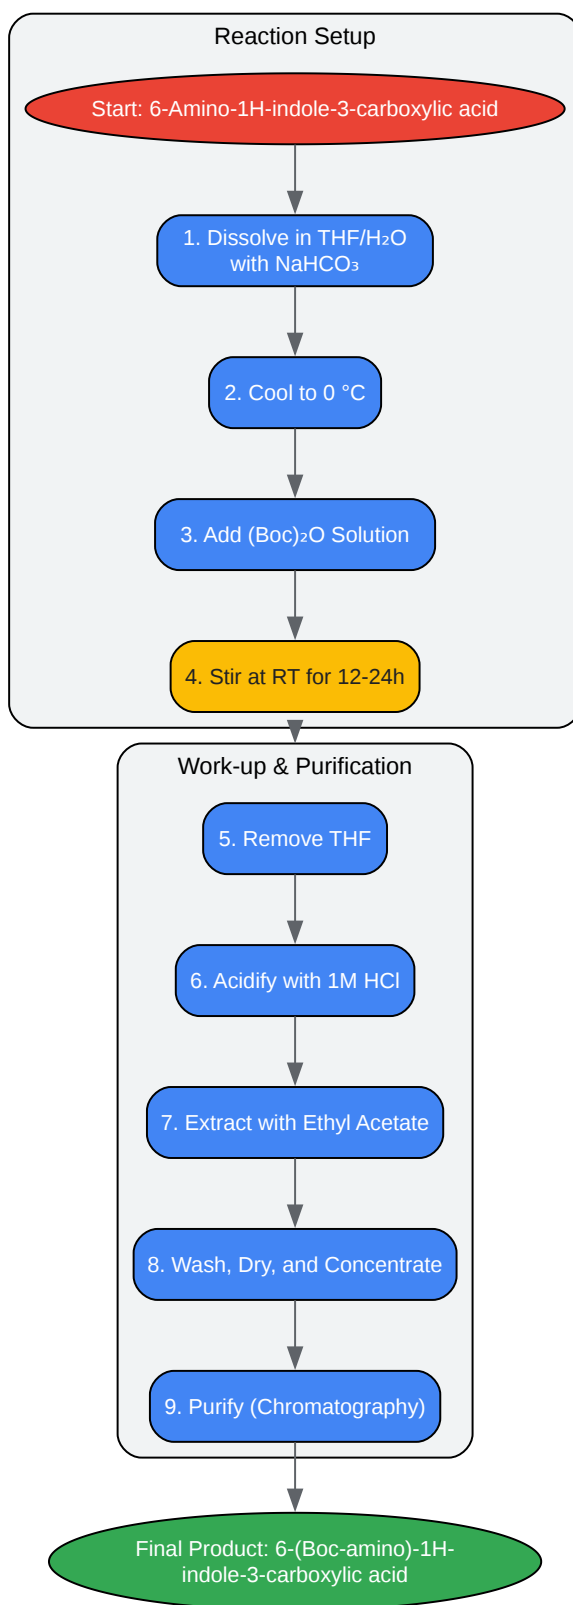 Reaction Setup
Start: 6-Amino-1H-indole-3-carboxylic acid
1. Dissolve in THF/H₂O
with NaHCO₃
2. Cool to 0 °C
3. Add (Boc)₂O Solution
4. Stir at RT for 12-24h
Work-up & Purification
5. Remove THF
6. Acidify with 1M HCl
7. Extract with Ethyl Acetate
8. Wash, Dry, and Concentrate
9. Purify (Chromatography)
Final Product: 6-(Boc-amino)-1H-
indole-3-carboxylic acid